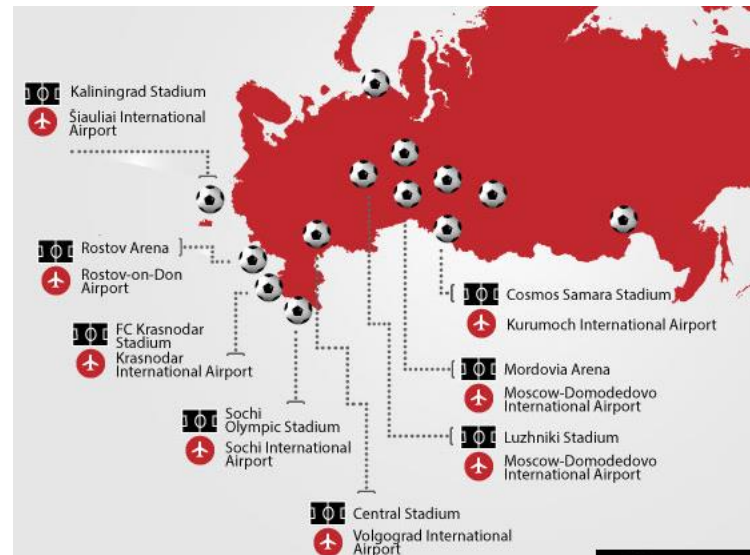 Kaliningrad Stadium
Šiauliai International
Airport
Rostov Arena
Rostov-on-Don
Airport
FC Krasnodar
Stadium
Krasnodar
International Airport
Sochi
Olympic Stadium
Sochi International
Airport
Central Stadium
Volgograd International
Airport
Cosmos Samara Stadium
Kurumoch International Airport
Mordovia Arena
Moscow-Domodedovo
International Airport
Luzhniki Stadium
Moscow-Domodedovo
International Airport